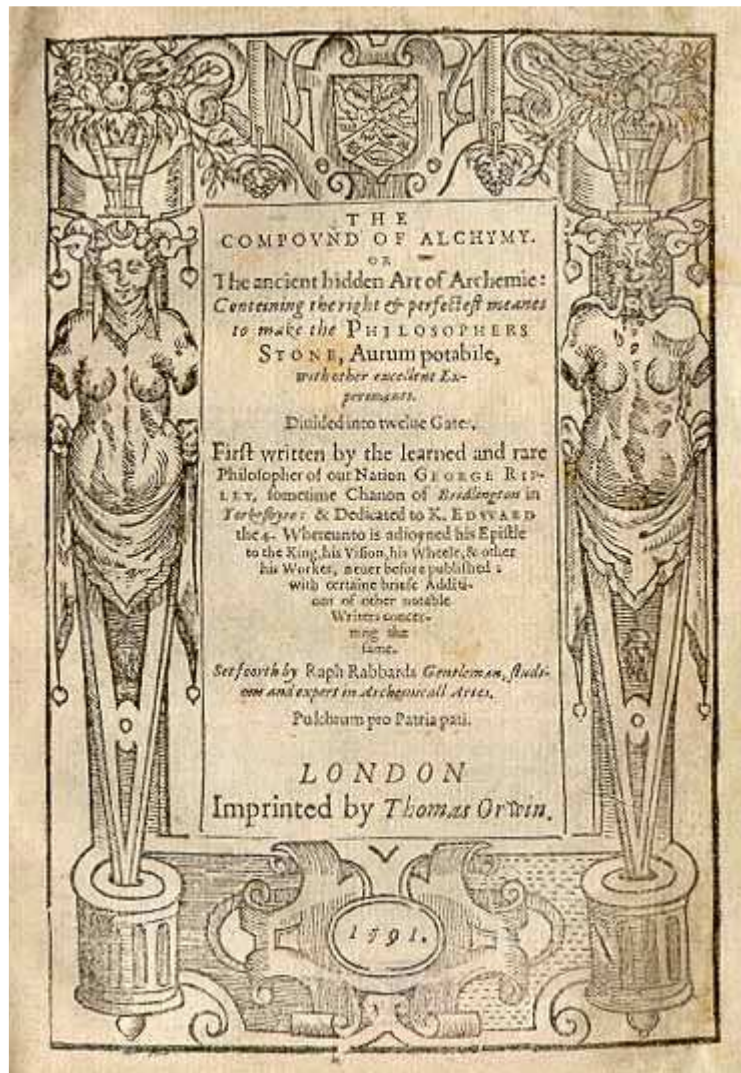 THE
COMPOVND OF ALCHYMY.
OR
The ancient hidden Art of Archemie:
Conteining the right & perfectest meanes
to make the PHILOSOPHERS
STONE, Aurum potabile,
with other excellent Ex-
periments.
Diuided into twelue Gates.
First written by the learned and rare
Philosopher of our Nation GEORGE RIP-
LEY, sometime Chanon of Bridlington in
Yorkeshyre: & Dedicated to K. EDVVARD
the 4. Whereunto is adioyned his Epistle
to the King, his Vision, his Wheele, & other
his Workes, neuer before published:
with certaine briefe Additi-
ons of other notable
Writers concer-
ning the
same.
Set foorth by Raph Rabbards Gentleman, studi-
ous and expert in Archemicall Artes.
Pulchrum pro Patria pati.
LONDON
Imprinted by Thomas Orwin.
1591.